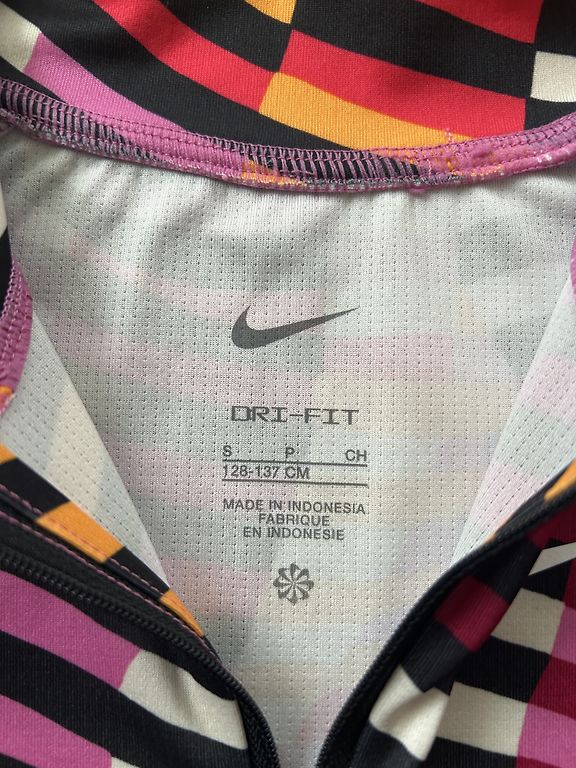 DRI-FIT
S P CH
128-137 CM
MADE IN INDONESIA
FABRIQUE
EN INDONESIE